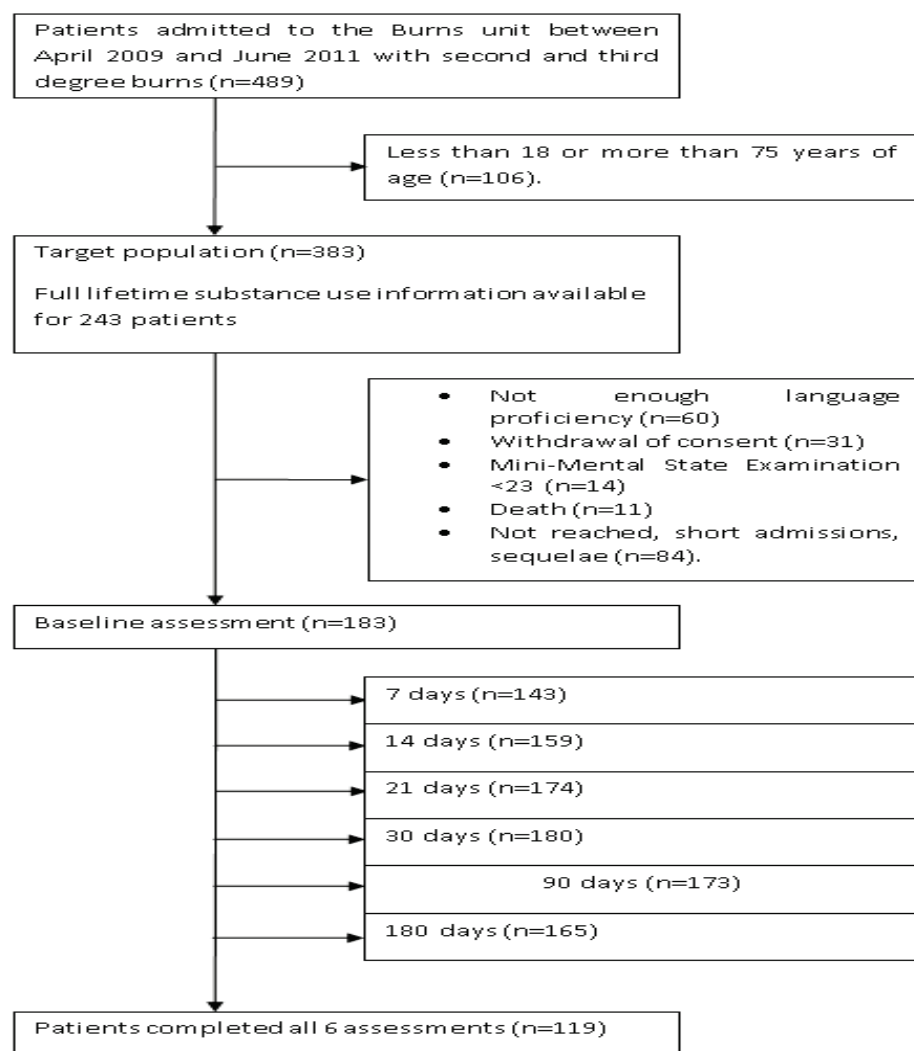 Patients admitted to the Burns unit between
April 2009 and June 2011 with second and third
degree burns (n=489)
Less than 18 or more than 75 years of
age (n=106).
Target population (n=383)
Full lifetime substance use information available
for 243 patients
• Not enough language
proficiency (n=60)
• Withdrawal of consent (n=31)
• Mini-Mental State Examination
<23 (n=14)
• Death (n=11)
• Not reached, short admissions,
sequelae (n=84).
Baseline assessment (n=183)
7 days (n=143)
14 days (n=159)
21 days (n=174)
30 days (n=180)
90 days (n=173)
180 days (n=165)
Patients completed all 6 assessments (n=119)